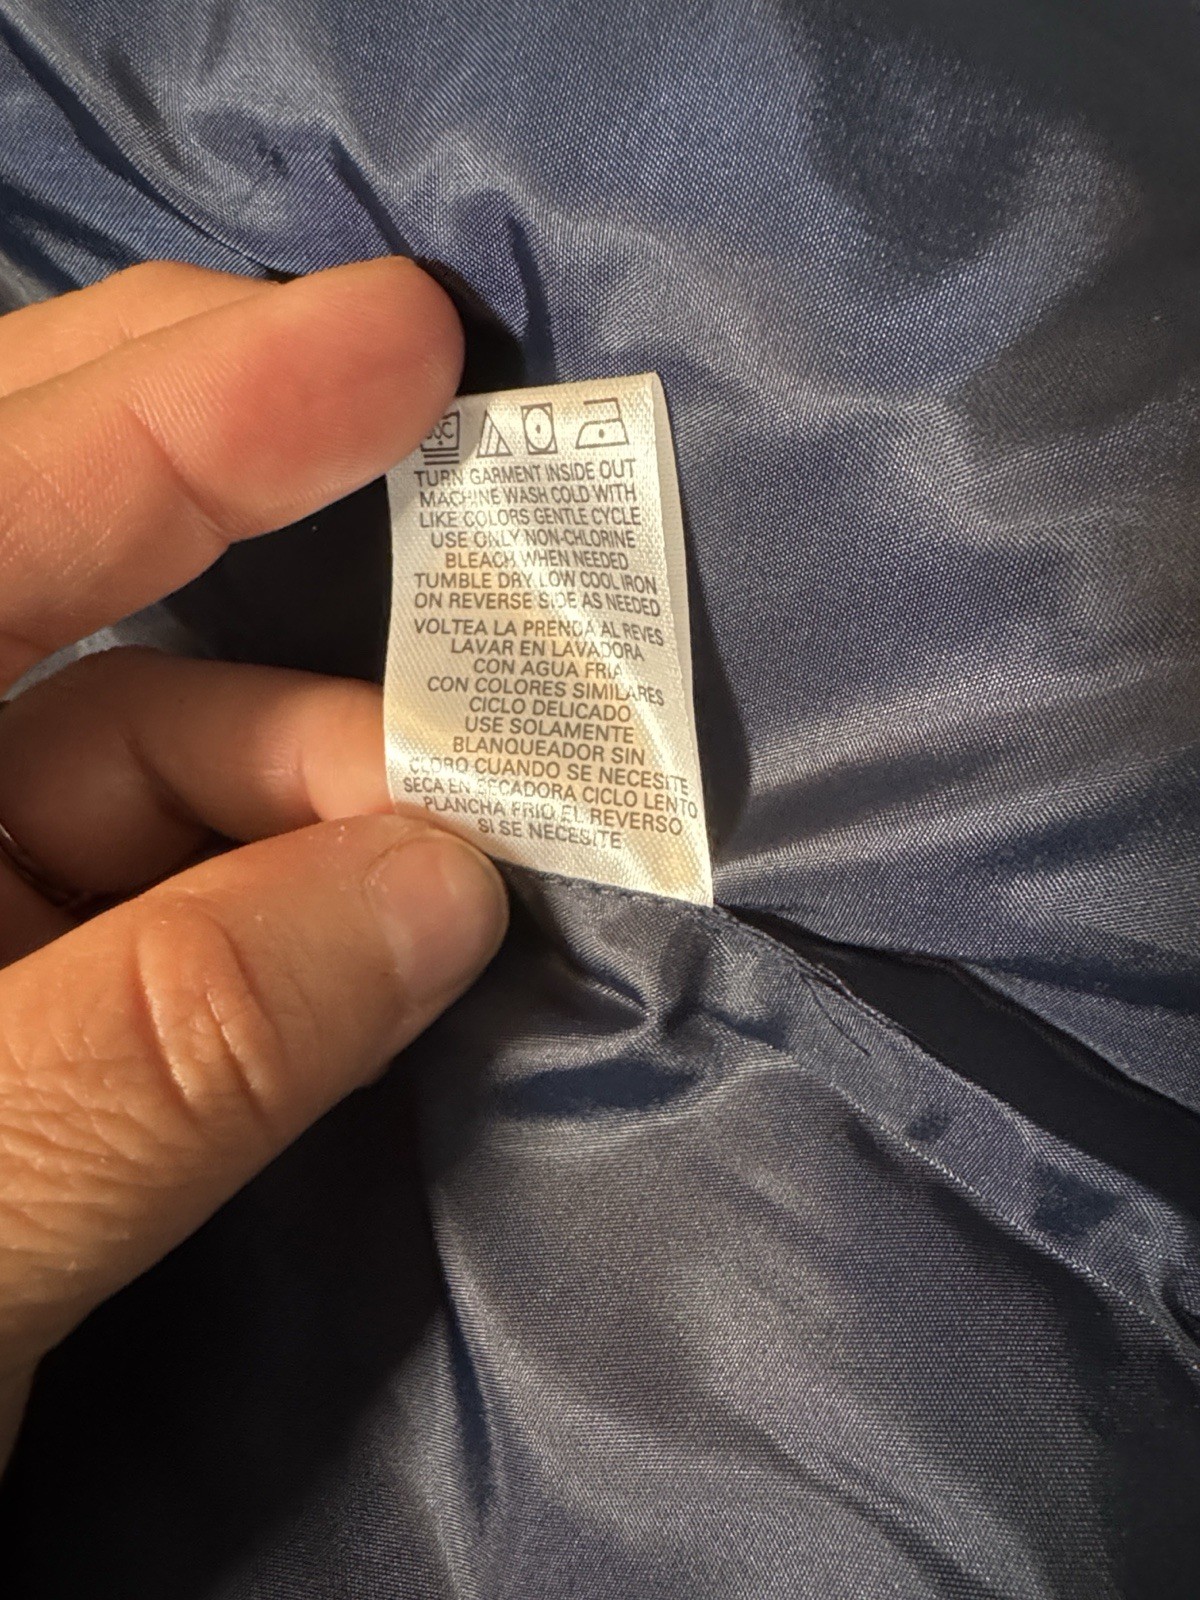 TURN GARMENT INSIDE OUT
MACHINE WASH COLD WITH
LIKE COLORS GENTLE CYCLE
USE ONLY NON-CHLORINE
BLEACH WHEN NEEDED
TUMBLE DRY LOW COOL IRON
ON REVERSE SIDE AS NEEDED
VOLTEA LA PRENDA AL REVES
LAVAR EN LAVADORA
CON AGUA FRIA
CON COLORES SIMILARES
CICLO DELICADO
USE SOLAMENTE
BLANQUEADOR SIN
CLORO CUANDO SE NECESITE
SECA EN SECADORA CICLO LENTO
PLANCHA FRIO EL REVERSO
SI SE NECESITE